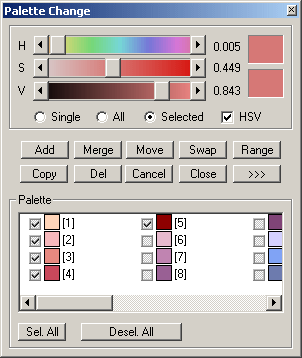 Palette Change
H 0.005
S 0.449
V 0.843
Single All Selected HSV
Add Merge Move Swap Range
Copy Del Cancel Close >>>
Palette
[1] [5]
[2] [6]
[3] [7]
[4] [8]
Sel. All Desel. All